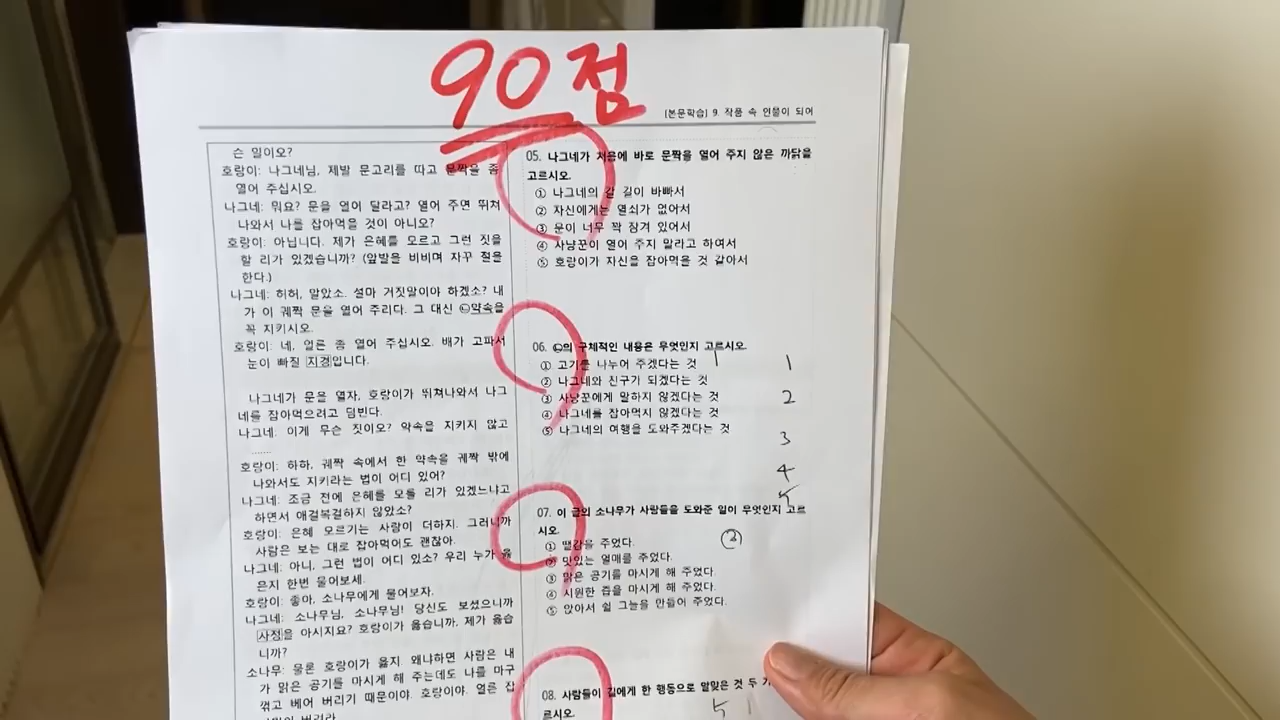 90점
[본문학습] 9. 작품 속 인물이 되어
슨 일이오?
호랑이: 나그네님, 제발 문고리를 따고 문짝을 좀
열어 주십시오.
나그네: 뭐요? 문을 열어 달라고? 열어 주면 뛰쳐
나와서 나를 잡아먹을 것이 아니오?
호랑이: 아닙니다. 제가 은혜를 모르고 그런 짓을
할 리가 있겠습니까? (앞발을 비비며 자꾸 절을
한다.)
나그네: 허허, 알았소. 설마 거짓말이야 하겠소? 내
가 이 궤짝 문을 열어 주리다. 그 대신 ㉡약속을
꼭 지키시오.
호랑이: 네, 얼른 좀 열어 주십시오. 배가 고파서
눈이 빠질 지경입니다.
나그네가 문을 열자, 호랑이가 뛰쳐나와서 나그
네를 잡아먹으려고 덤빈다.
나그네: 이게 무슨 짓이오? 약속을 지키지 않고
......
호랑이: 하하, 궤짝 속에서 한 약속을 궤짝 밖에
나와서도 지키라는 법이 어디 있어?
나그네: 조금 전에 은혜를 모를 리가 있겠느냐고
하면서 애걸복걸하지 않았소?
호랑이: 은혜 모르기는 사람이 더하지. 그러니까
사람은 보는 대로 잡아먹어도 괜찮아.
나그네: 아니, 그런 법이 어디 있소? 우리 누가 옳
은지 한번 물어보세.
호랑이: 좋아, 소나무에게 물어보자.
나그네: 소나무님, 소나무님! 당신도 보셨으니까
사정을 아시지요? 호랑이가 옳습니까, 제가 옳습
니까?
소나무: 물론 호랑이가 옳지. 왜냐하면 사람은 내
가 맑은 공기를 마시게 해 주는데도 나를 마구
꺾고 베어 버리기 때문이야. 호랑이야, 얼른 잡
05. 나그네가 처음에 바로 문짝을 열어 주지 않은 까닭을
고르시오.
① 나그네의 갈 길이 바빠서
② 자신에게는 열쇠가 없어서
③ 문이 너무 꽉 잠겨 있어서
④ 사냥꾼이 열어 주지 말라고 하여서
⑤ 호랑이가 자신을 잡아먹을 것 같아서
06. ㉡의 구체적인 내용은 무엇인지 고르시오.
① 고기를 나누어 주겠다는 것
② 나그네와 친구가 되겠다는 것
③ 사냥꾼에게 말하지 않겠다는 것
④ 나그네를 잡아먹지 않겠다는 것
⑤ 나그네의 여행을 도와주겠다는 것
1
2
3
4
5
07. 이 글의 소나무가 사람들을 도와준 일이 무엇인지 고르
시오.
① 땔감을 주었다.
② 맛있는 열매를 주었다.
③ 맑은 공기를 마시게 해 주었다.
④ 시원한 즙을 마시게 해 주었다.
⑤ 앉아서 쉴 그늘을 만들어 주었다.
③
08. 사람들이 길에게 한 행동으로 알맞은 것 두
르시오.
5 1